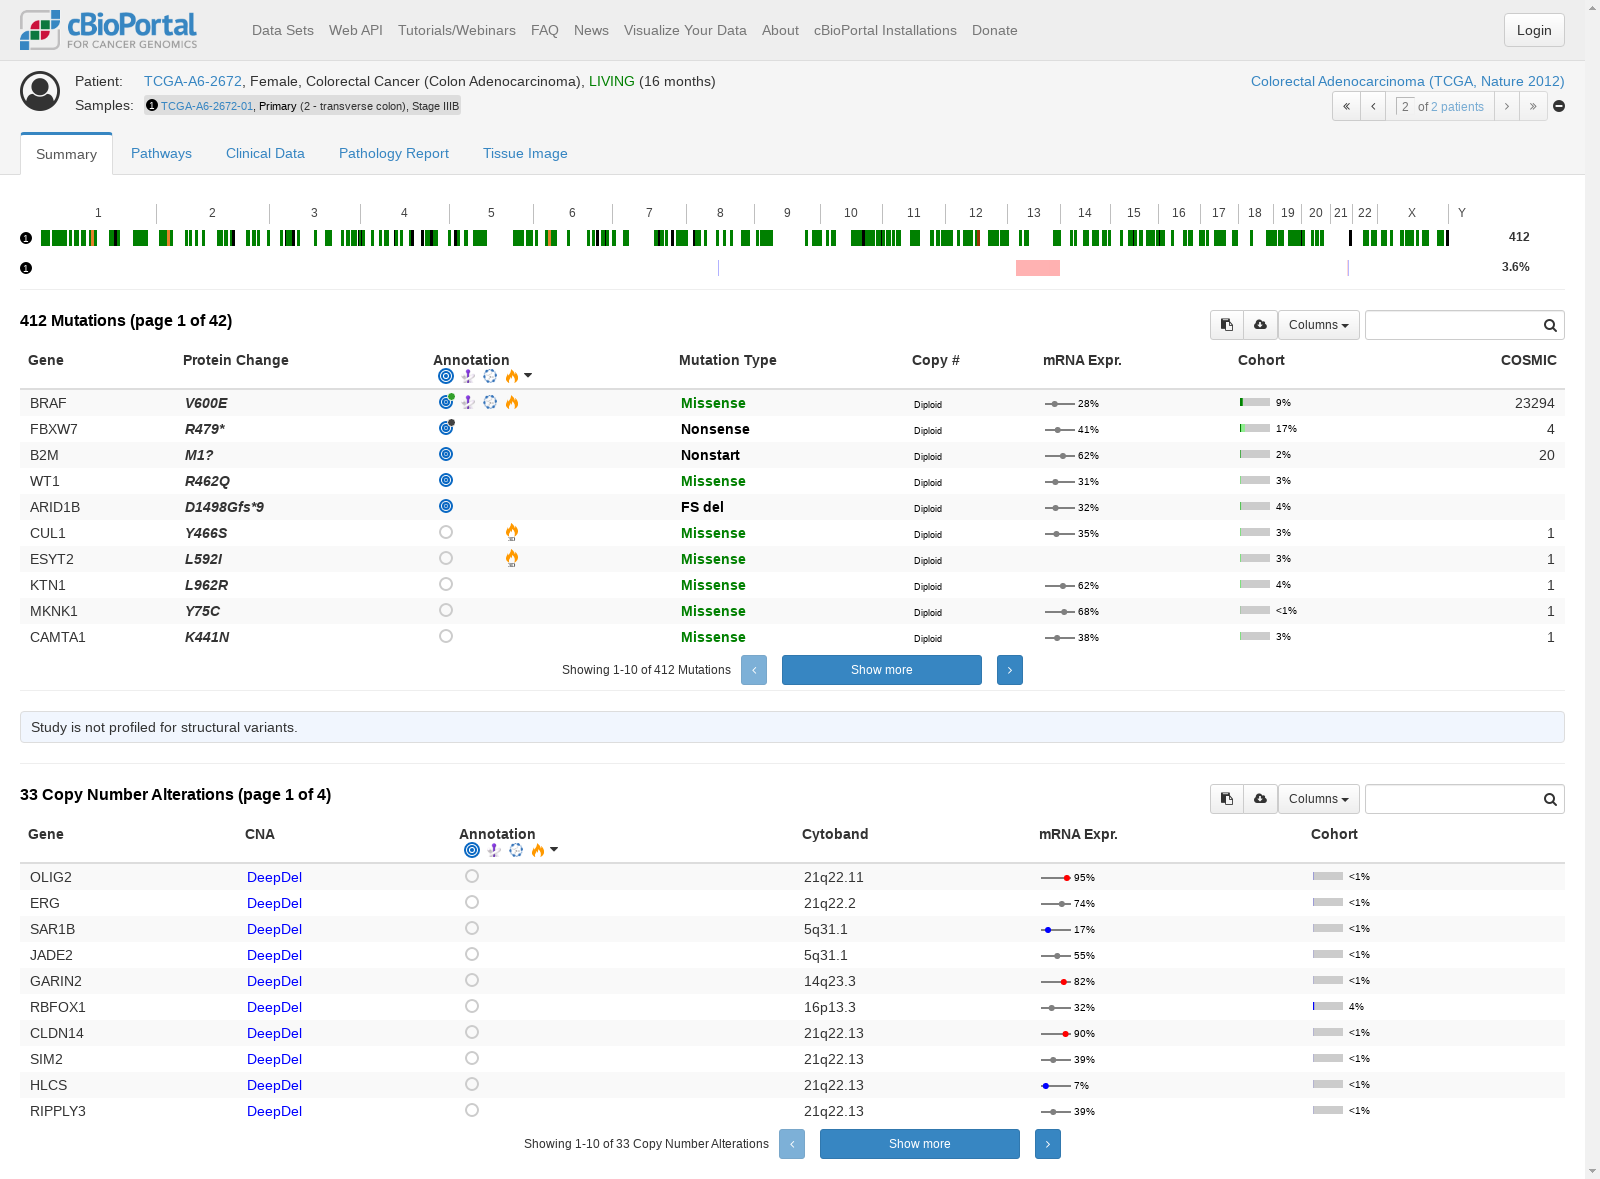 cBioPortal
FOR CANCER GENOMICS
Data Sets Web API Tutorials/Webinars FAQ News Visualize Your Data About cBioPortal Installations Donate
Login
Patient: TCGA-A6-2672, Female, Colorectal Cancer (Colon Adenocarcinoma), LIVING (16 months)
Colorectal Adenocarcinoma (TCGA, Nature 2012)
Samples: 1 TCGA-A6-2672-01, Primary (2 - transverse colon), Stage IIIB
« ‹ 2 of 2 patients › »
Summary Pathways Clinical Data Pathology Report Tissue Image
1 2 3 4 5 6 7 8 9 10 11 12 13 14 15 16 17 18 19 20 21 22 X Y
1 412
1 3.6%
412 Mutations (page 1 of 42)
Columns
Gene Protein Change Annotation Mutation Type Copy # mRNA Expr. Cohort COSMIC
BRAF V600E Missense Diploid 28% 9% 23294
FBXW7 R479* Nonsense Diploid 41% 17% 4
B2M M1? Nonstart Diploid 62% 2% 20
WT1 R462Q Missense Diploid 31% 3%
ARID1B D1498Gfs*9 FS del Diploid 32% 4%
CUL1 Y466S 3D Missense Diploid 35% 3% 1
ESYT2 L592I 3D Missense Diploid 3% 1
KTN1 L962R Missense Diploid 62% 4% 1
MKNK1 Y75C Missense Diploid 68% <1% 1
CAMTA1 K441N Missense Diploid 38% 3% 1
Showing 1-10 of 412 Mutations ‹ Show more ›
Study is not profiled for structural variants.
33 Copy Number Alterations (page 1 of 4)
Columns
Gene CNA Annotation Cytoband mRNA Expr. Cohort
OLIG2 DeepDel 21q22.11 95% <1%
ERG DeepDel 21q22.2 74% <1%
SAR1B DeepDel 5q31.1 17% <1%
JADE2 DeepDel 5q31.1 55% <1%
GARIN2 DeepDel 14q23.3 82% <1%
RBFOX1 DeepDel 16p13.3 32% 4%
CLDN14 DeepDel 21q22.13 90% <1%
SIM2 DeepDel 21q22.13 39% <1%
HLCS DeepDel 21q22.13 7% <1%
RIPPLY3 DeepDel 21q22.13 39% <1%
Showing 1-10 of 33 Copy Number Alterations ‹ Show more ›